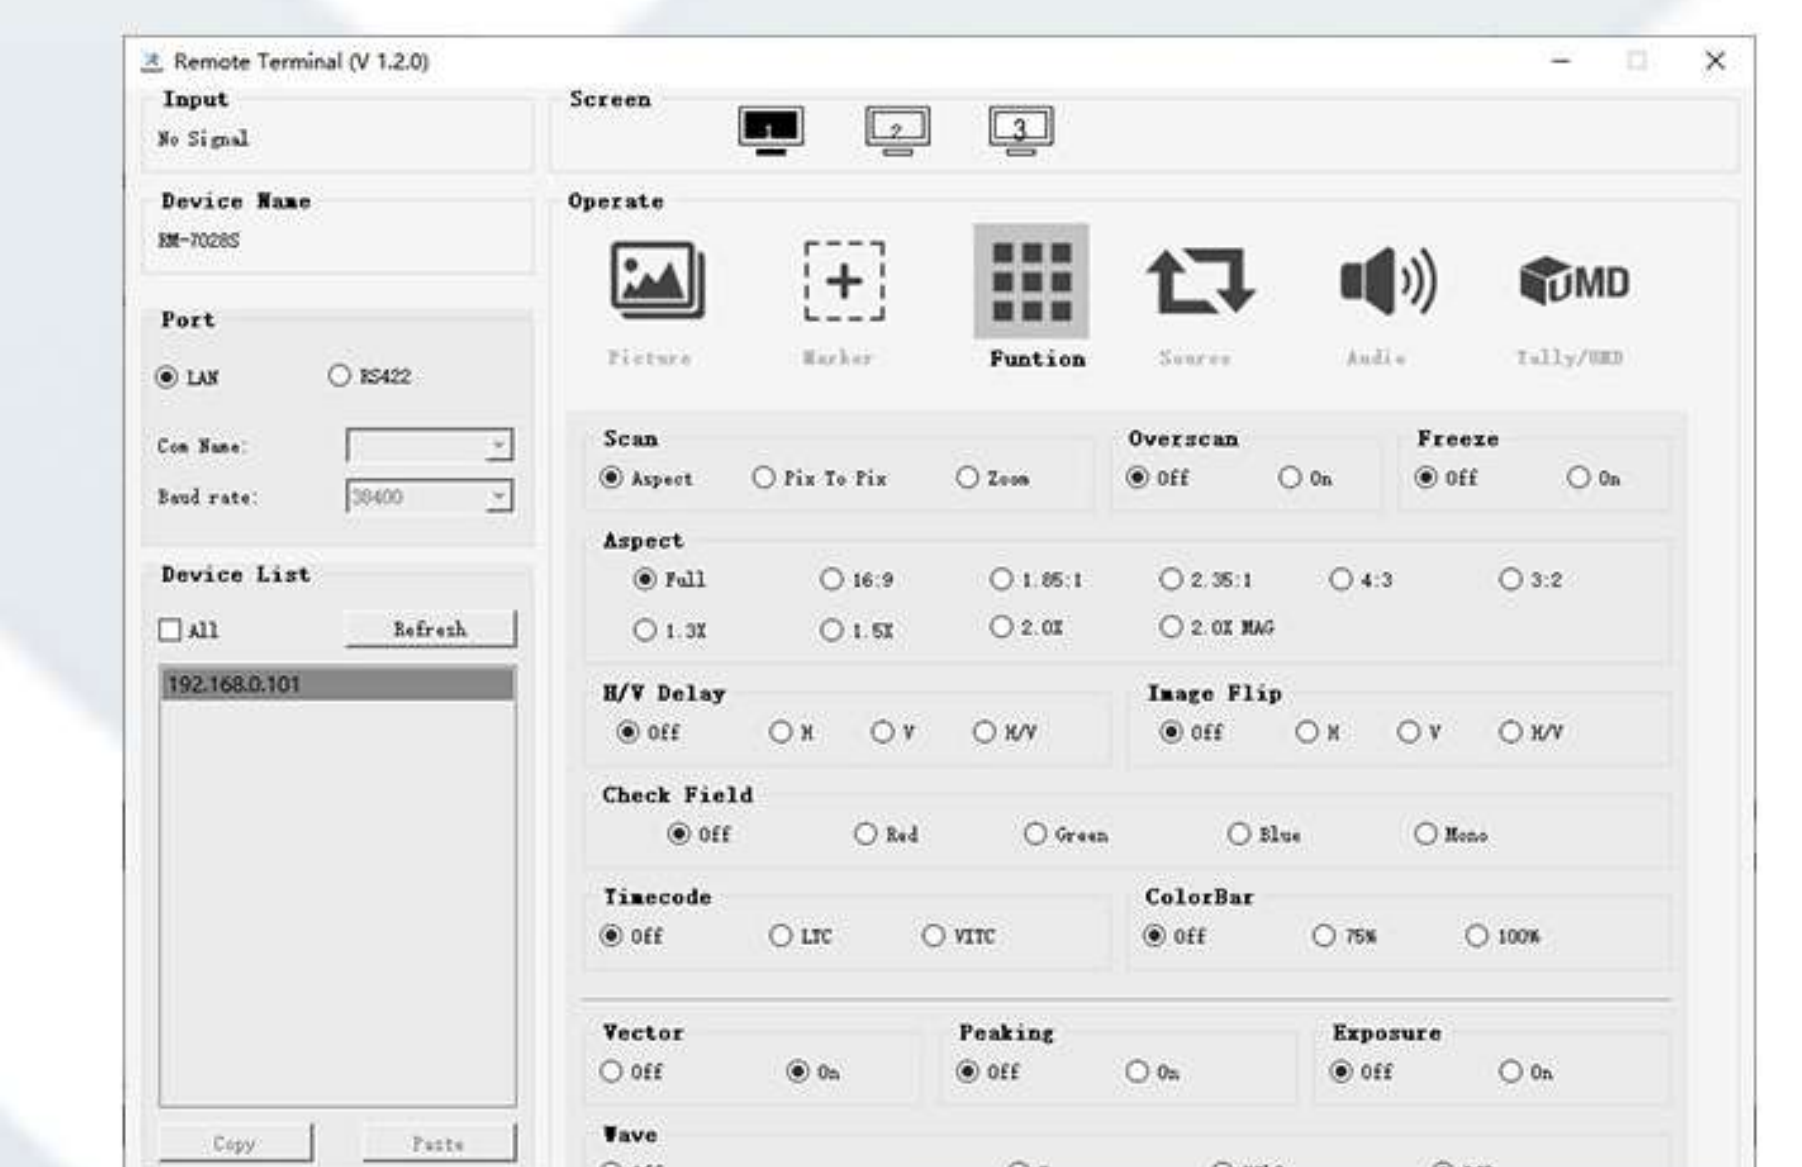 Remote Terminal (V 1.2.0)
Input
No Signal
Screen
1
2
3
Device Name
RM-7028S
Port
LAN RS422
Com Name:
Baud rate: 38400
Device List
All Refresh
192.168.0.101
Copy Paste
Operate
UMD
Picture Marker Funtion Source Audio Tally/UMD
Scan Overscan Freeze
Aspect Pix To Pix Zoom Off On Off On
Aspect
Full 16:9 1.85:1 2.35:1 4:3 3:2
1.3X 1.5X 2.0X 2.0X MAG
H/V Delay Image Flip
Off H V H/V Off H V H/V
Check Field
Off Red Green Blue Mono
Timecode ColorBar
Off LTC VITC Off 75% 100%
Vector Peaking Exposure
Off On Off On Off On
Wave